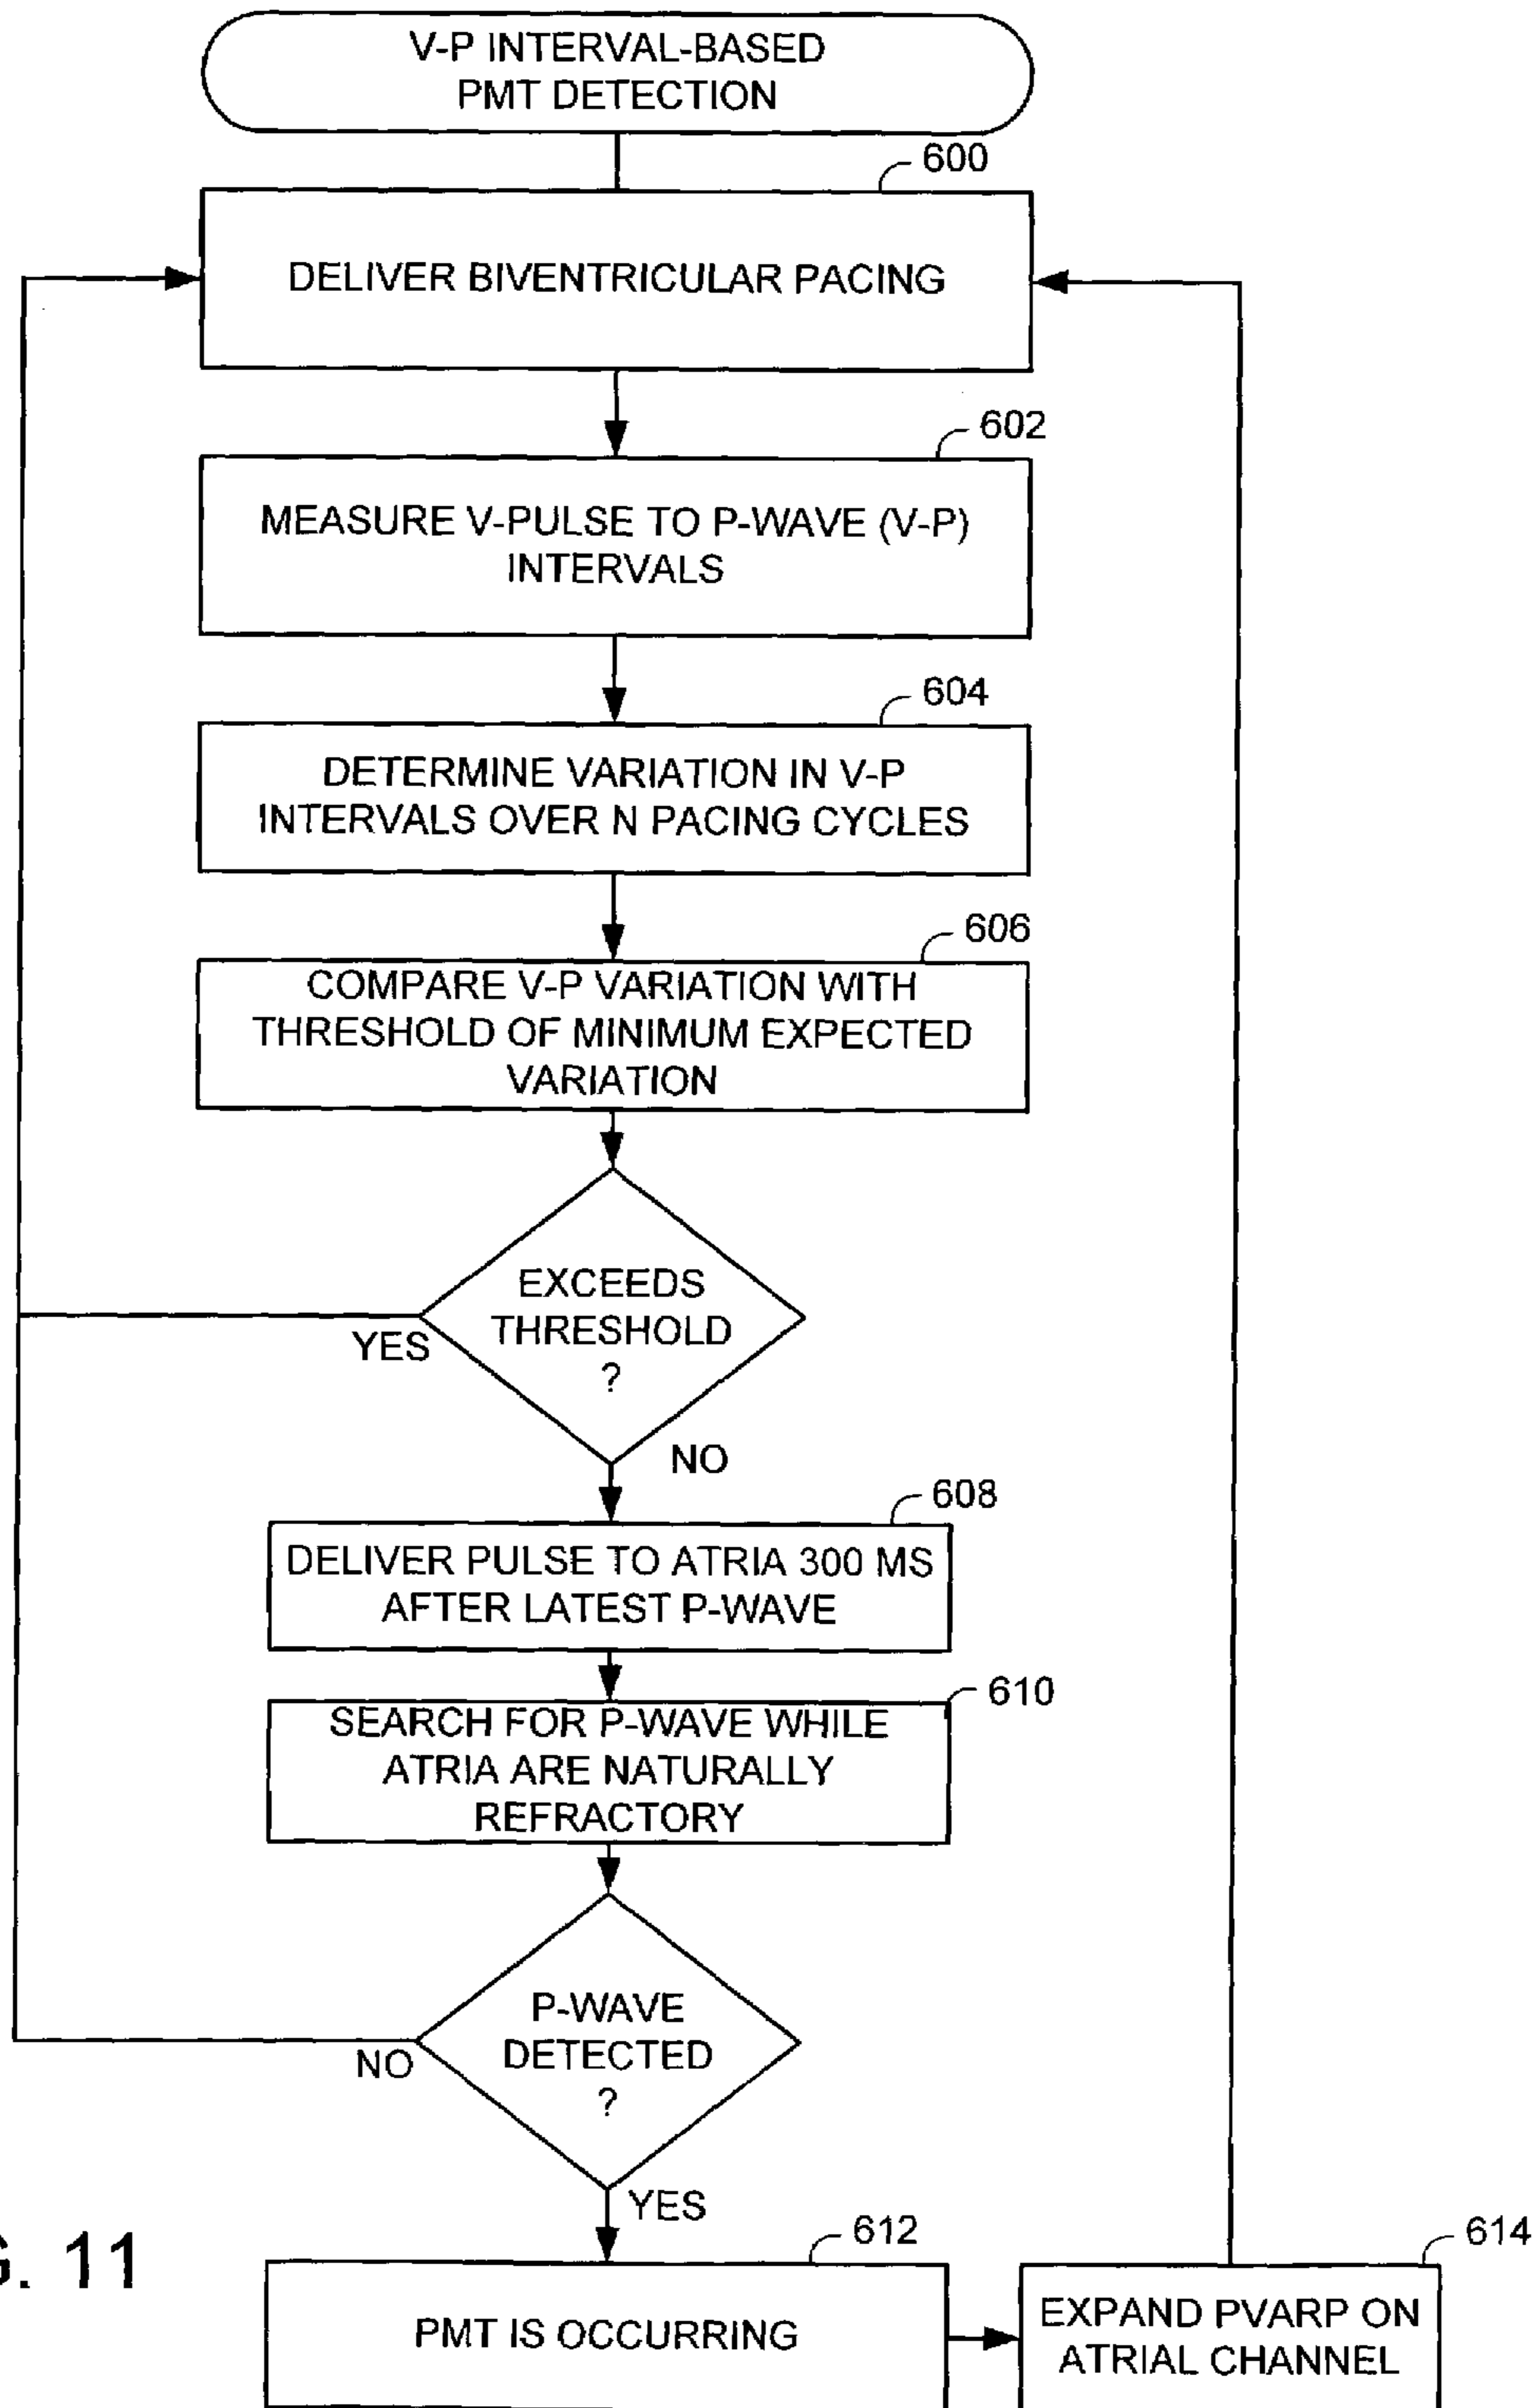 V-P INTERVAL-BASED
PMT DETECTION
600
DELIVER BIVENTRICULAR PACING
602
MEASURE V-PULSE TO P-WAVE (V-P)
INTERVALS
604
DETERMINE VARIATION IN V-P
INTERVALS OVER N PACING CYCLES
606
COMPARE V-P VARIATION WITH
THRESHOLD OF MINIMUM EXPECTED
VARIATION
EXCEEDS
THRESHOLD
?
YES
NO
608
DELIVER PULSE TO ATRIA 300 MS
AFTER LATEST P-WAVE
610
SEARCH FOR P-WAVE WHILE
ATRIA ARE NATURALLY
REFRACTORY
P-WAVE
DETECTED
?
NO
YES
612
PMT IS OCCURRING
614
EXPAND PVARP ON
ATRIAL CHANNEL
G. 11